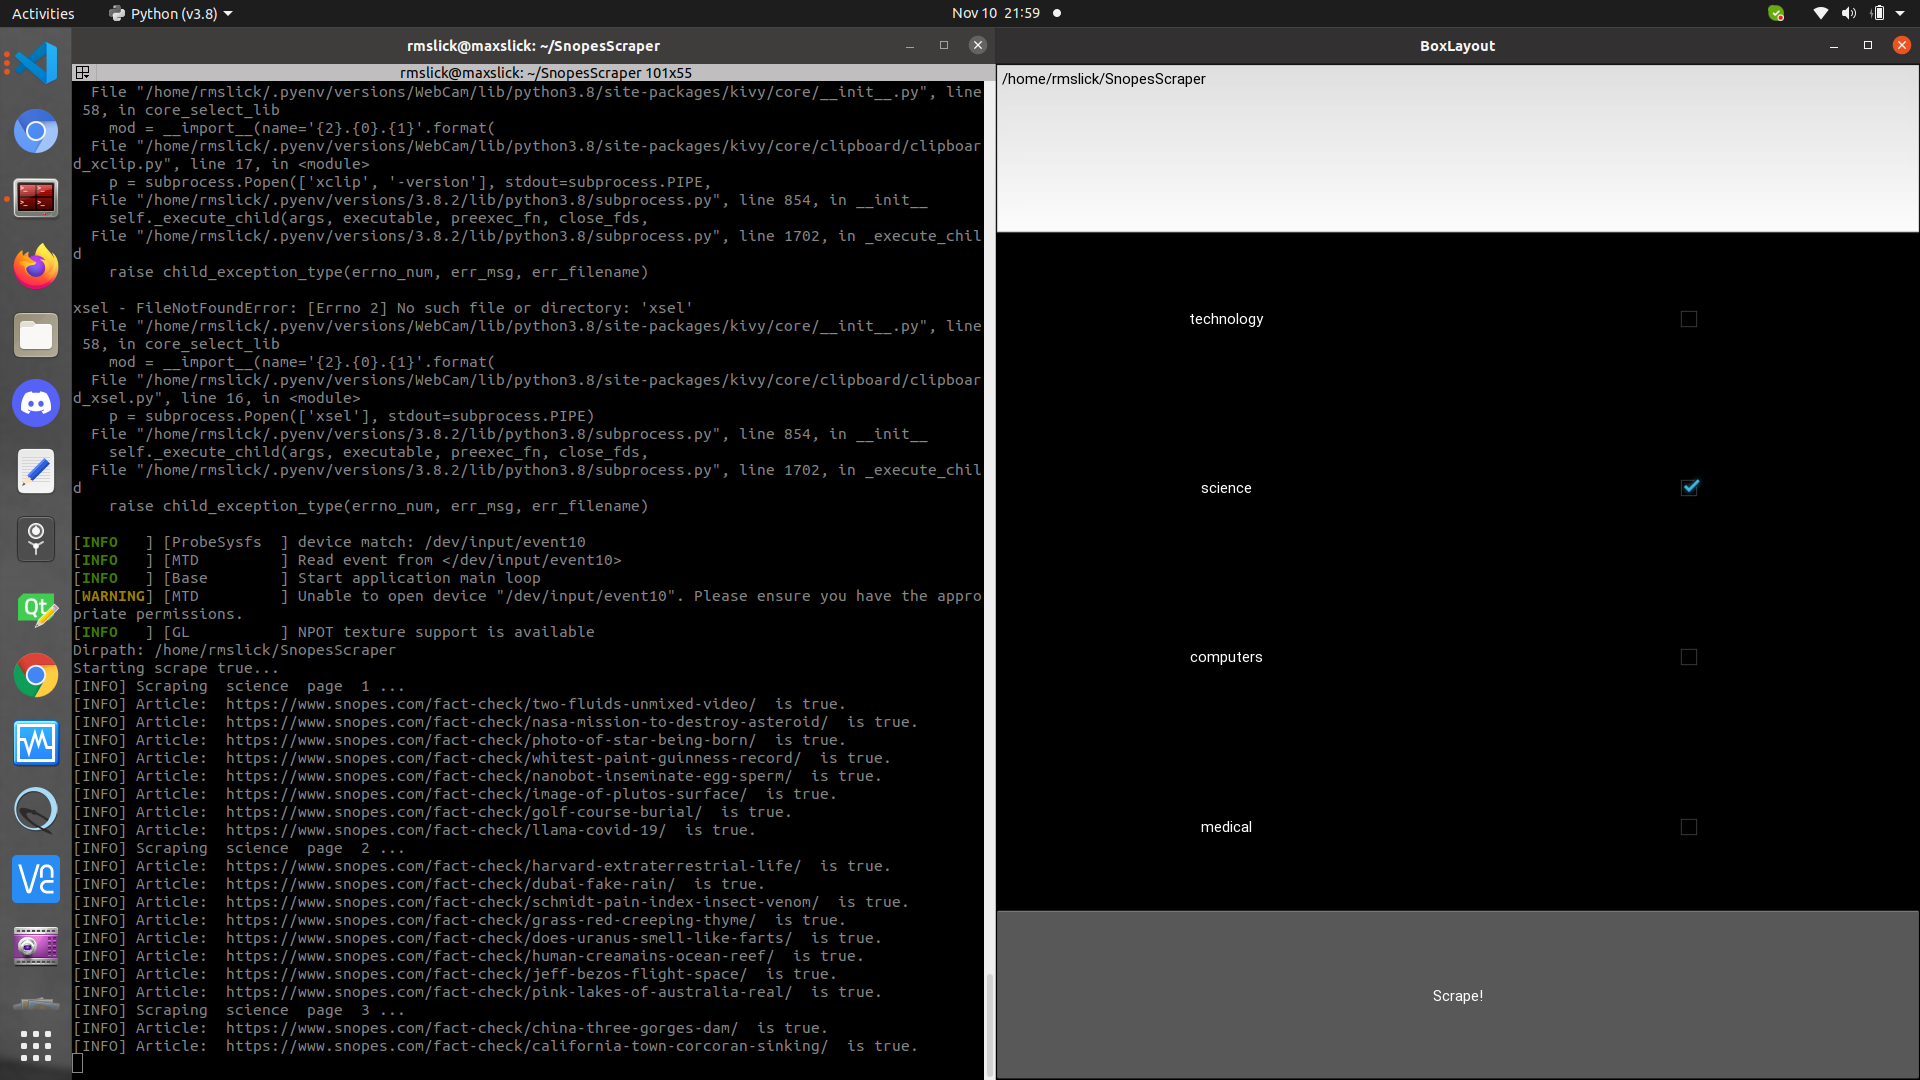 Activities
Python (v3.8)
Nov 10 21:59
rmslick@maxslick: ~/SnopesScraper
rmslick@maxslick: ~/SnopesScraper 101x55
  File "/home/rmslick/.pyenv/versions/WebCam/lib/python3.8/site-packages/kivy/core/__init__.py", line
 58, in core_select_lib
    mod = __import__(name='{2}.{0}.{1}'.format(
  File "/home/rmslick/.pyenv/versions/WebCam/lib/python3.8/site-packages/kivy/core/clipboard/clipboar
d_xclip.py", line 17, in <module>
    p = subprocess.Popen(['xclip', '-version'], stdout=subprocess.PIPE,
  File "/home/rmslick/.pyenv/versions/3.8.2/lib/python3.8/subprocess.py", line 854, in __init__
    self._execute_child(args, executable, preexec_fn, close_fds,
  File "/home/rmslick/.pyenv/versions/3.8.2/lib/python3.8/subprocess.py", line 1702, in _execute_chil
d
    raise child_exception_type(errno_num, err_msg, err_filename)
xsel - FileNotFoundError: [Errno 2] No such file or directory: 'xsel'
  File "/home/rmslick/.pyenv/versions/WebCam/lib/python3.8/site-packages/kivy/core/__init__.py", line
 58, in core_select_lib
    mod = __import__(name='{2}.{0}.{1}'.format(
  File "/home/rmslick/.pyenv/versions/WebCam/lib/python3.8/site-packages/kivy/core/clipboard/clipboar
d_xsel.py", line 16, in <module>
    p = subprocess.Popen(['xsel'], stdout=subprocess.PIPE)
  File "/home/rmslick/.pyenv/versions/3.8.2/lib/python3.8/subprocess.py", line 854, in __init__
    self._execute_child(args, executable, preexec_fn, close_fds,
  File "/home/rmslick/.pyenv/versions/3.8.2/lib/python3.8/subprocess.py", line 1702, in _execute_chil
d
    raise child_exception_type(errno_num, err_msg, err_filename)
[INFO   ] [ProbeSysfs  ] device match: /dev/input/event10
[INFO   ] [MTD         ] Read event from </dev/input/event10>
[INFO   ] [Base        ] Start application main loop
[WARNING] [MTD         ] Unable to open device "/dev/input/event10". Please ensure you have the appro
priate permissions.
[INFO   ] [GL          ] NPOT texture support is available
Dirpath: /home/rmslick/SnopesScraper
Starting scrape true...
[INFO] Scraping  science  page  1 ...
[INFO] Article:  https://www.snopes.com/fact-check/two-fluids-unmixed-video/  is true.
[INFO] Article:  https://www.snopes.com/fact-check/nasa-mission-to-destroy-asteroid/  is true.
[INFO] Article:  https://www.snopes.com/fact-check/photo-of-star-being-born/  is true.
[INFO] Article:  https://www.snopes.com/fact-check/whitest-paint-guinness-record/  is true.
[INFO] Article:  https://www.snopes.com/fact-check/nanobot-inseminate-egg-sperm/  is true.
[INFO] Article:  https://www.snopes.com/fact-check/image-of-plutos-surface/  is true.
[INFO] Article:  https://www.snopes.com/fact-check/golf-course-burial/  is true.
[INFO] Article:  https://www.snopes.com/fact-check/llama-covid-19/  is true.
[INFO] Scraping  science  page  2 ...
[INFO] Article:  https://www.snopes.com/fact-check/harvard-extraterrestrial-life/  is true.
[INFO] Article:  https://www.snopes.com/fact-check/dubai-fake-rain/  is true.
[INFO] Article:  https://www.snopes.com/fact-check/schmidt-pain-index-insect-venom/  is true.
[INFO] Article:  https://www.snopes.com/fact-check/grass-red-creeping-thyme/  is true.
[INFO] Article:  https://www.snopes.com/fact-check/does-uranus-smell-like-farts/  is true.
[INFO] Article:  https://www.snopes.com/fact-check/human-creamains-ocean-reef/  is true.
[INFO] Article:  https://www.snopes.com/fact-check/jeff-bezos-flight-space/  is true.
[INFO] Article:  https://www.snopes.com/fact-check/pink-lakes-of-australia-real/  is true.
[INFO] Scraping  science  page  3 ...
[INFO] Article:  https://www.snopes.com/fact-check/china-three-gorges-dam/  is true.
[INFO] Article:  https://www.snopes.com/fact-check/california-town-corcoran-sinking/  is true.
BoxLayout
/home/rmslick/SnopesScraper
technology
science
computers
medical
Scrape!
Qt